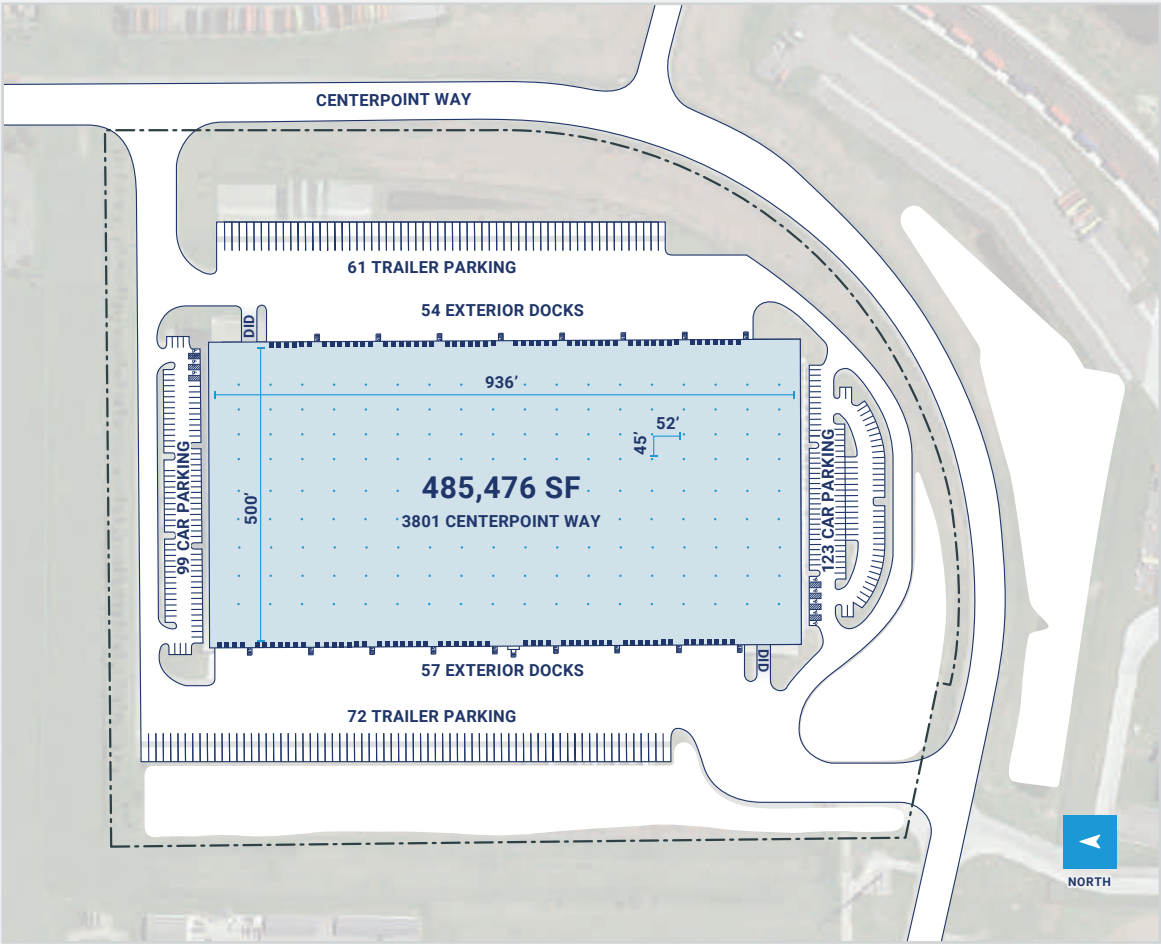 CENTERPOINT WAY
61 TRAILER PARKING
54 EXTERIOR DOCKS
DID
936’
52’
45’
485,476 SF
3801 CENTERPOINT WAY
500’
99 CAR PARKING
123 CAR PARKING
57 EXTERIOR DOCKS
DID
72 TRAILER PARKING
NORTH